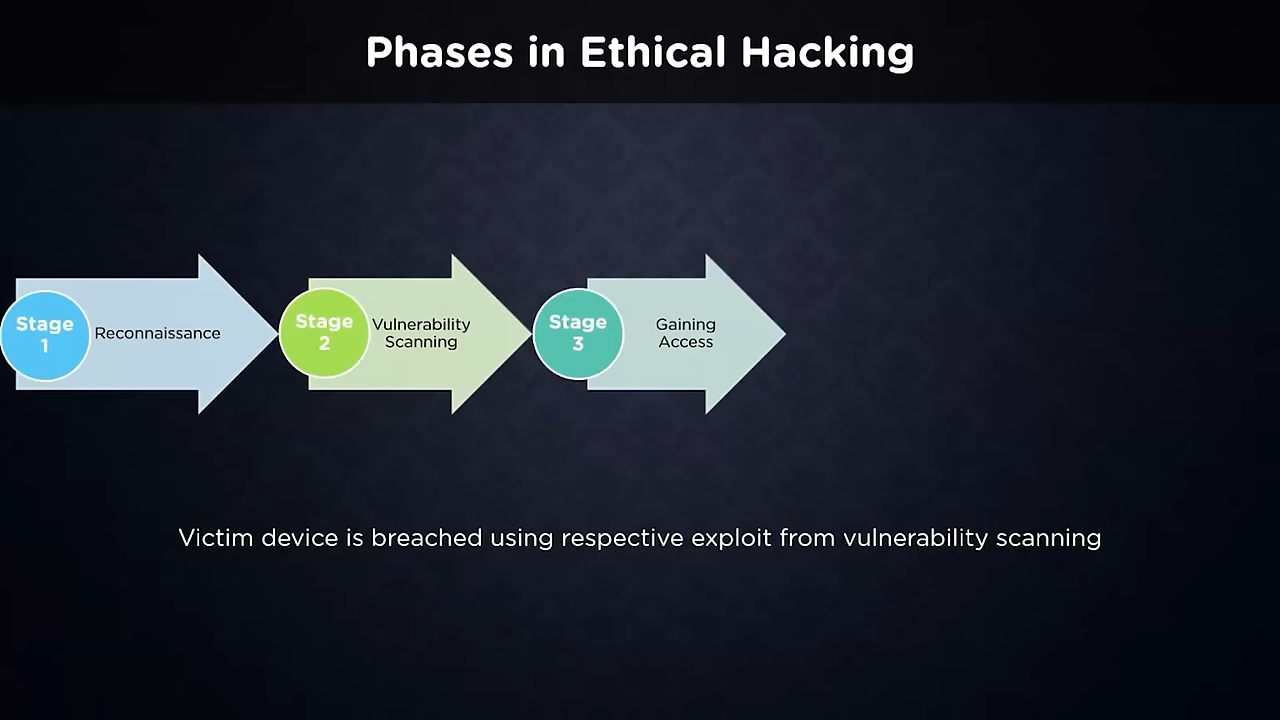 Phases in Ethical Hacking
Stage
1
Reconnaissance
Stage
2
Vulnerability
Scanning
Stage
3
Gaining
Access
Victim device is breached using respective exploit from vulnerability scanning